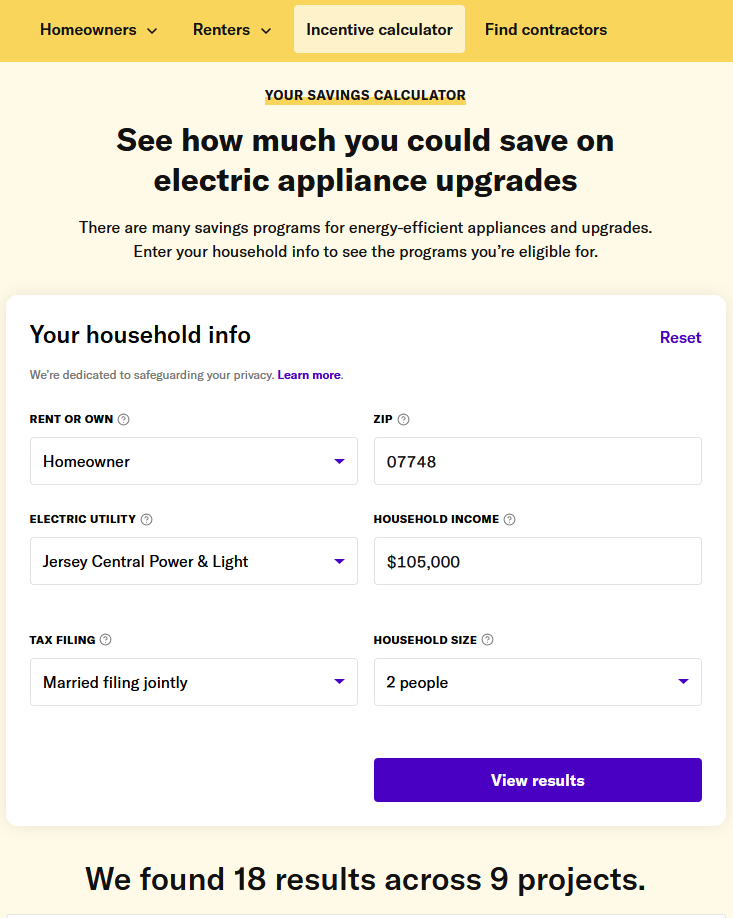 Homeowners Renters Incentive calculator Find contractors
YOUR SAVINGS CALCULATOR
See how much you could save on
electric appliance upgrades
There are many savings programs for energy-efficient appliances and upgrades.
Enter your household info to see the programs you’re eligible for.
Your household info
Reset
We’re dedicated to safeguarding your privacy. Learn more.
RENT OR OWN ? ZIP ?
Homeowner 07748
ELECTRIC UTILITY ? HOUSEHOLD INCOME ?
Jersey Central Power & Light $105,000
TAX FILING ? HOUSEHOLD SIZE ?
Married filing jointly 2 people
View results
We found 18 results across 9 projects.